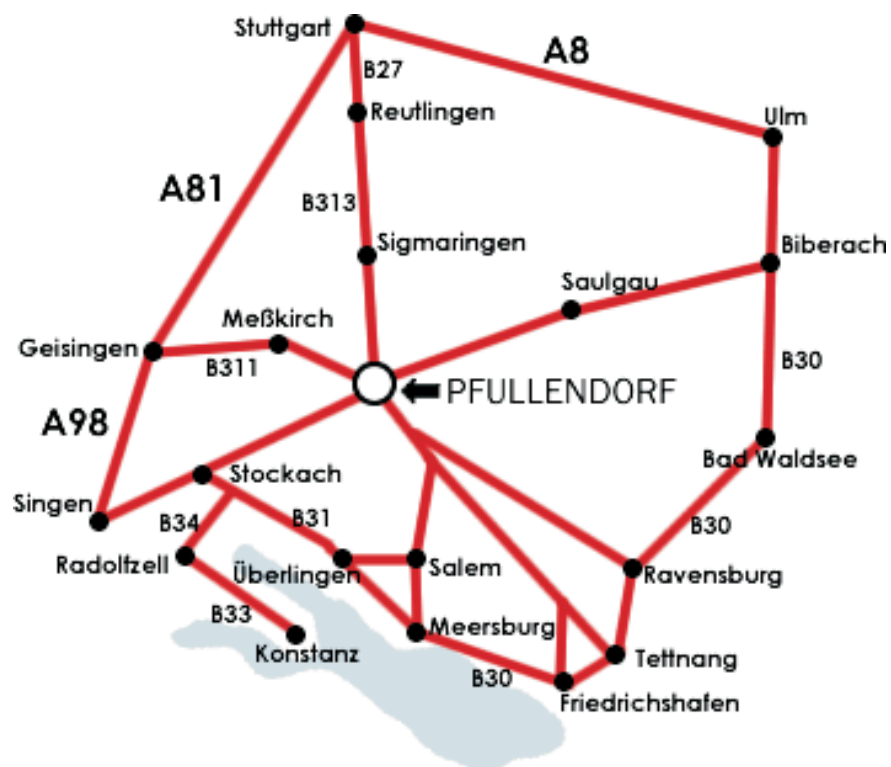 Stuttgart
A8
B27
Reutlingen
Ulm
A81
B313
Sigmaringen
Biberach
Saulgau
Meßkirch
Geisingen
B311
B30
PFULLENDORF
A98
Bad Waldsee
Stockach
Singen
B34
B31
B30
Radolfzell
Überlingen
Salem
Ravensburg
B33
Meersburg
Konstanz
Tettnang
B30
Friedrichshafen